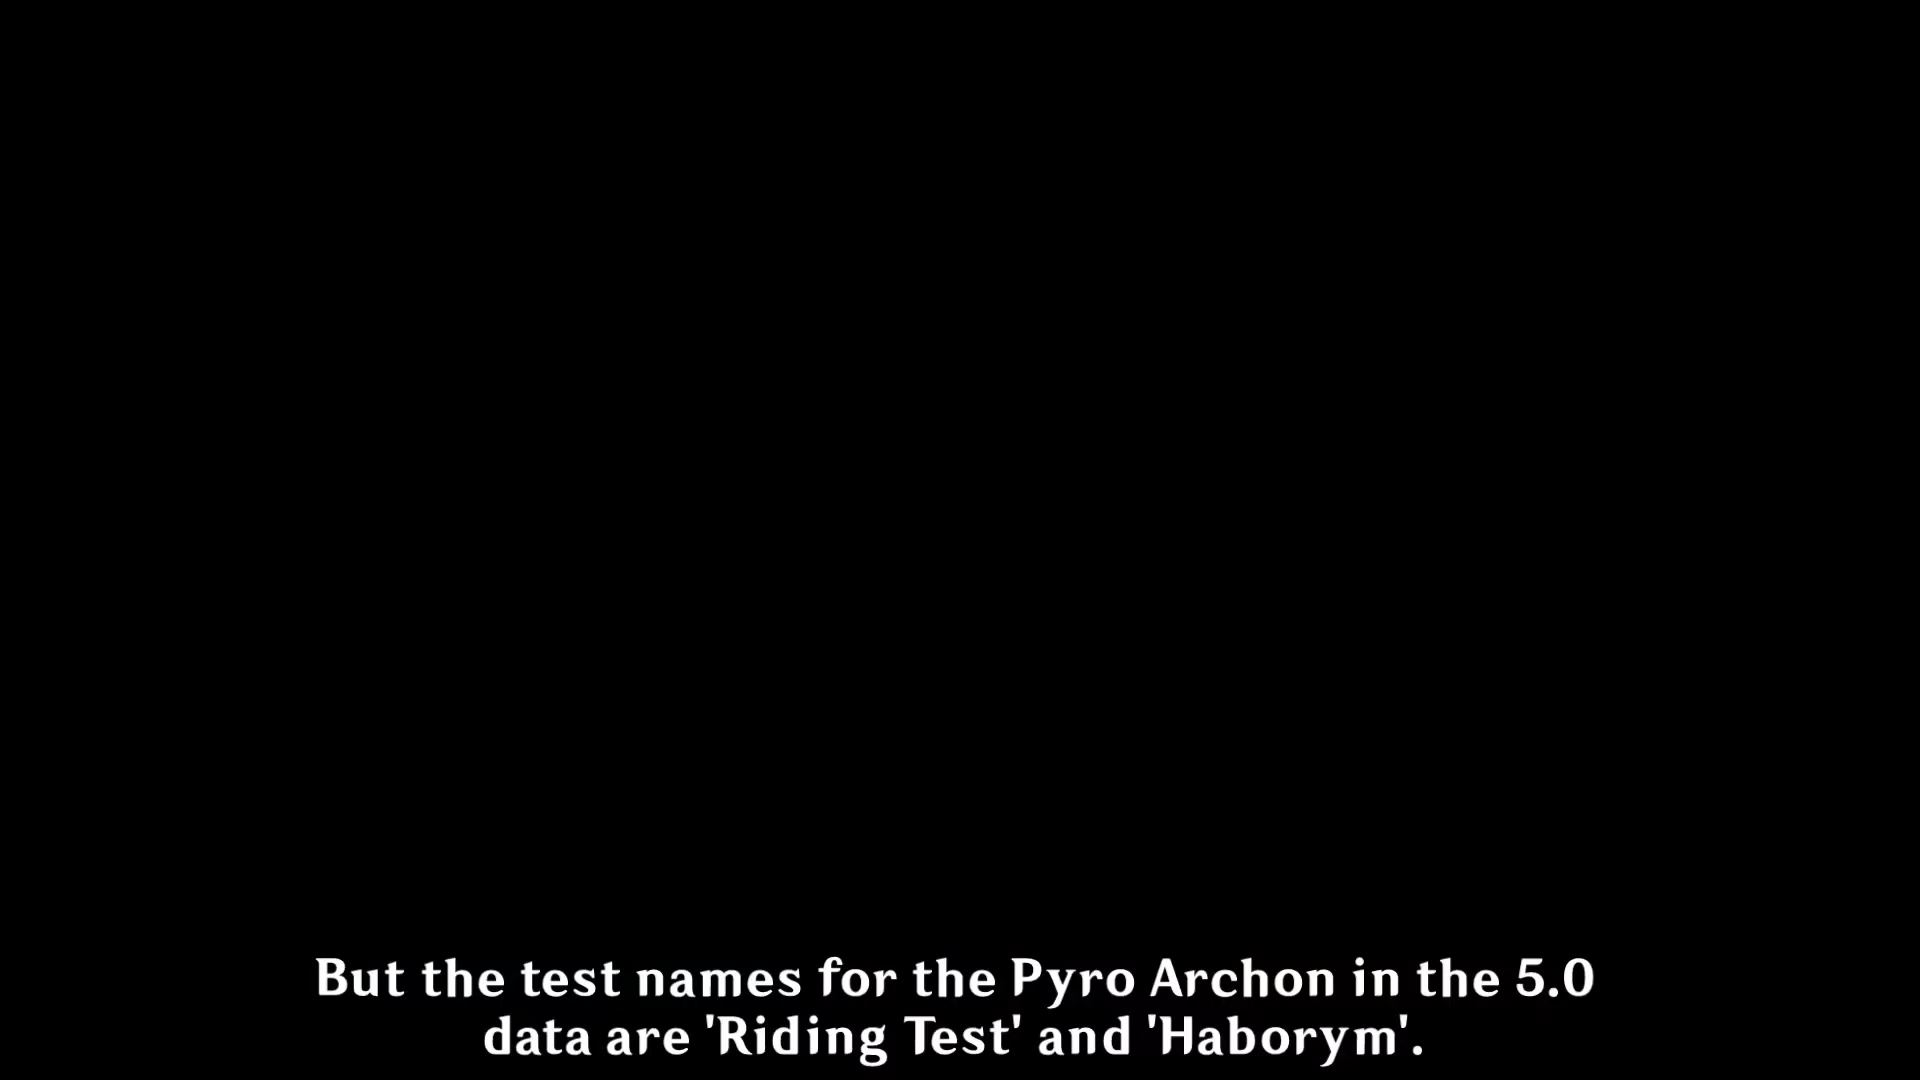 But the test names for the Pyro Archon in the 5.0
data are 'Riding Test' and 'Haborym'.